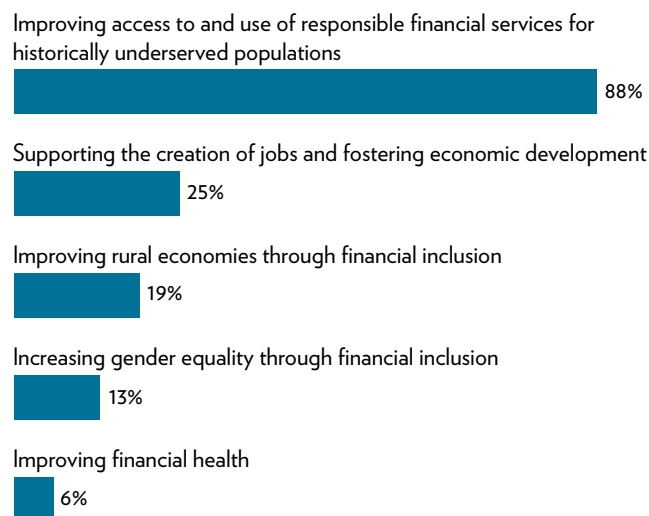 Improving access to and use of responsible financial services for
historically underserved populations
88%
Supporting the creation of jobs and fostering economic development
25%
Improving rural economies through financial inclusion
19%
Increasing gender equality through financial inclusion
13%
Improving financial health
6%